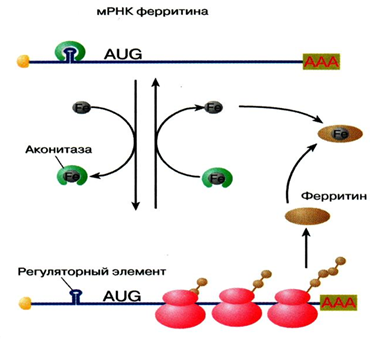 мРНК ферритина
AUG
AAA
Fe
Fe
Fe
Аконитаза
Fe
Fe
Ферритин
Регуляторный элемент
AUG
AAA